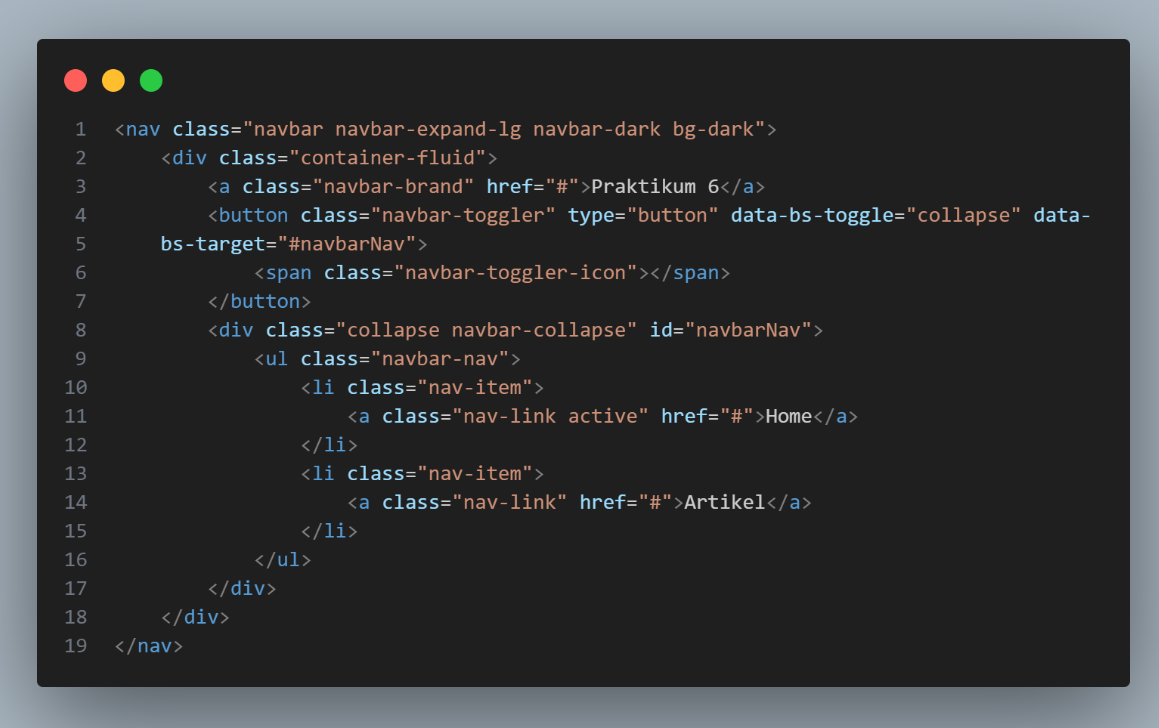 1 <nav class="navbar navbar-expand-lg navbar-dark bg-dark">
2     <div class="container-fluid">
3         <a class="navbar-brand" href="#">Praktikum 6</a>
4         <button class="navbar-toggler" type="button" data-bs-toggle="collapse" data-
5     bs-target="#navbarNav">
6             <span class="navbar-toggler-icon"></span>
7         </button>
8         <div class="collapse navbar-collapse" id="navbarNav">
9             <ul class="navbar-nav">
10                 <li class="nav-item">
11                     <a class="nav-link active" href="#">Home</a>
12                 </li>
13                 <li class="nav-item">
14                     <a class="nav-link" href="#">Artikel</a>
15                 </li>
16             </ul>
17         </div>
18     </div>
19 </nav>